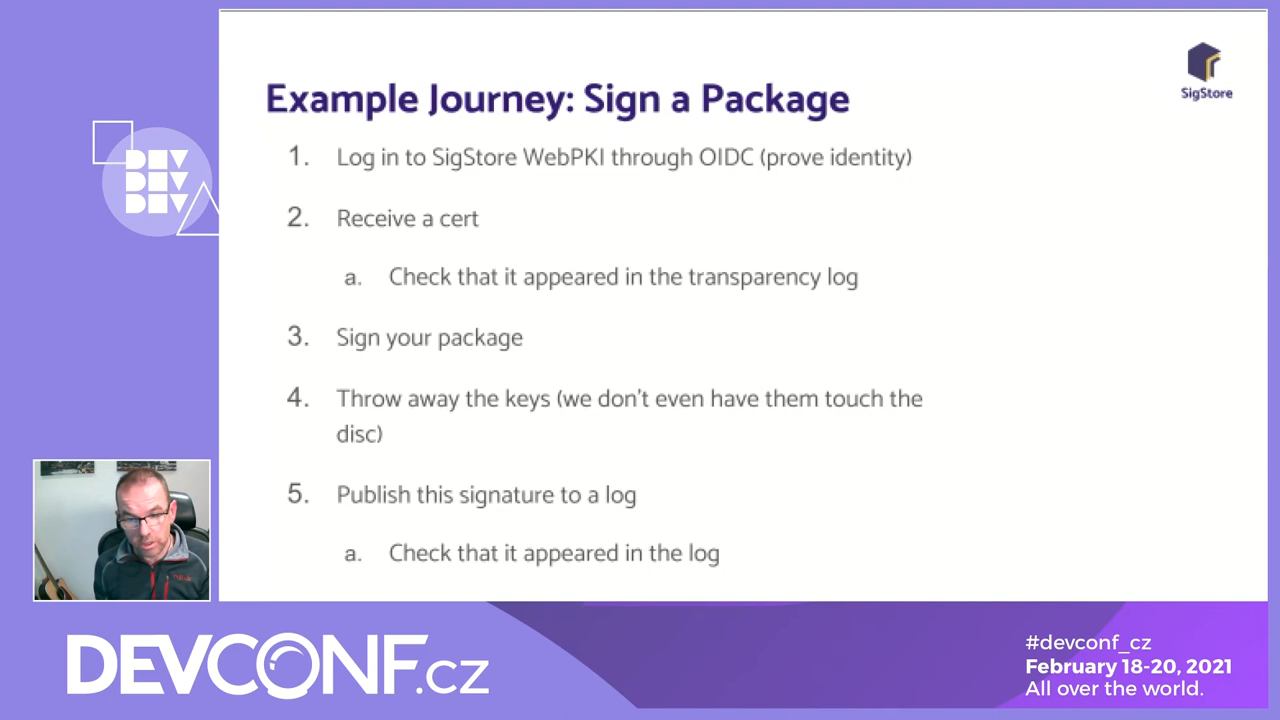 Example Journey: Sign a Package
SigStore
1. Log in to SigStore WebPKI through OIDC (prove identity)
2. Receive a cert
a. Check that it appeared in the transparency log
3. Sign your package
4. Throw away the keys (we don't even have them touch the
disc)
5. Publish this signature to a log
a. Check that it appeared in the log
DEV
DEV
DEV
DEVCONF.cz
#devconf_cz
February 18-20, 2021
All over the world.